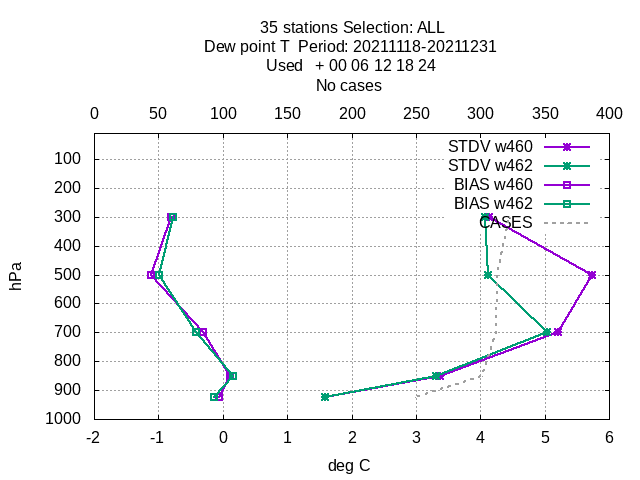 35 stations Selection: ALL
Dew point T  Period: 20211118-20211231
Used   + 00 06 12 18 24
No cases
0 50 100 150 200 250 300 350 400
STDV w460
STDV w462
BIAS w460
BIAS w462
CASES
100
200
300
400
500
600
700
800
900
1000
hPa
-2 -1 0 1 2 3 4 5 6
deg C